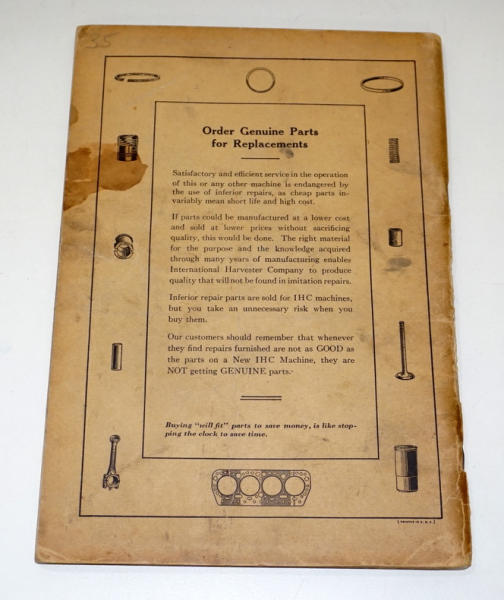 35
Order Genuine Parts
for Replacements
Satisfactory and efficient service in the operation
of this or any other machine is endangered by
the use of inferior repairs, as cheap parts in-
variably mean short life and high cost.
If parts could be manufactured at a lower cost
and sold at lower prices without sacrificing
quality, this would be done. The right material
for the purpose and the knowledge acquired
through many years of manufacturing enables
International Harvester Company to produce
quality that will not be found in imitation repairs.
Inferior repair parts are sold for IHC machines,
but you take an unnecessary risk when you
buy them.
Our customers should remember that whenever
they find repairs furnished are not as GOOD as
the parts on a New IHC Machine, they are
NOT getting GENUINE parts.
Buying "will fit" parts to save money, is like stop-
ping the clock to save time.
[PRINTED IN U. S. A.]